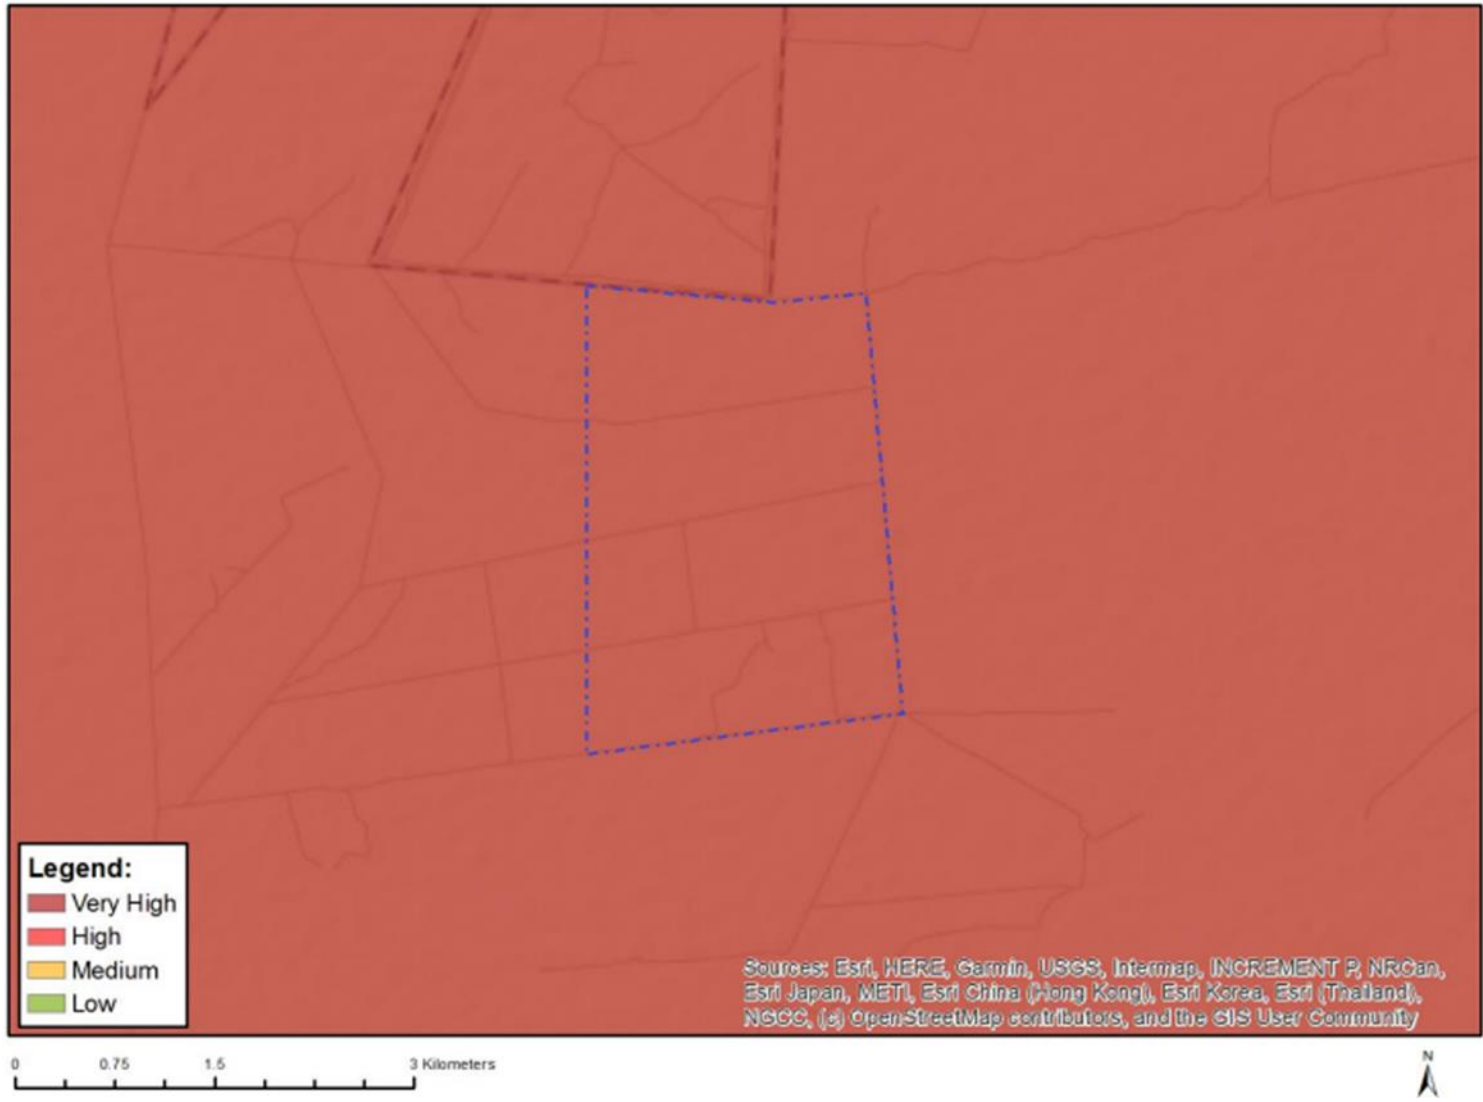 Legend:
Very High
High
Medium
Low
Sources: Esri, HERE, Garmin, USGS, Intermap, INCREMENT P, NRCan,
Esri Japan, METI, Esri China (Hong Kong), Esri Korea, Esri (Thailand),
NGCC, (c) OpenStreetMap contributors, and the GIS User Community
0 0.75 1.5 3 Kilometers
N